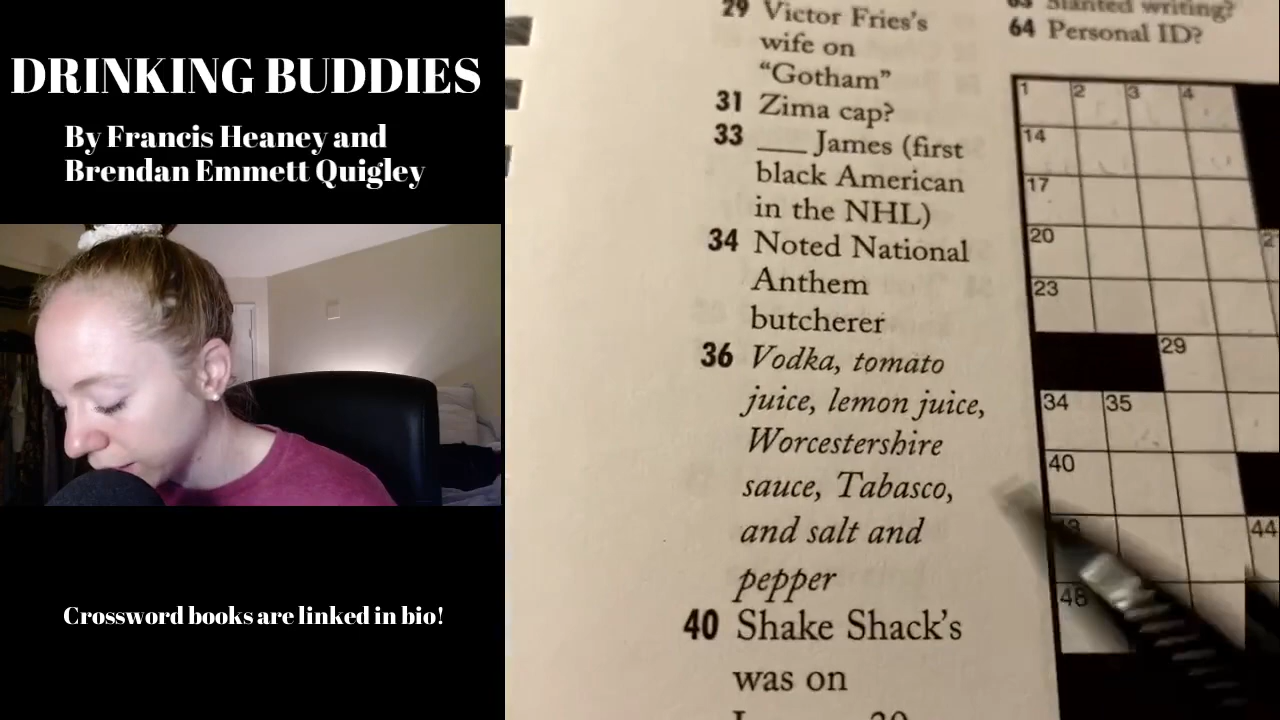 DRINKING BUDDIES
By Francis Heaney and
Brendan Emmett Quigley
Crossword books are linked in bio!
29 Victor Fries's
wife on
“Gotham”
31 Zima cap?
33 ___ James (first
black American
in the NHL)
34 Noted National
Anthem
butcherer
36 Vodka, tomato
juice, lemon juice,
Worcestershire
sauce, Tabasco,
and salt and
pepper
40 Shake Shack's
was on
Slanted writing?
64 Personal ID?
1 2 3 4
14
17
20
23
29
34 35
40
44
48